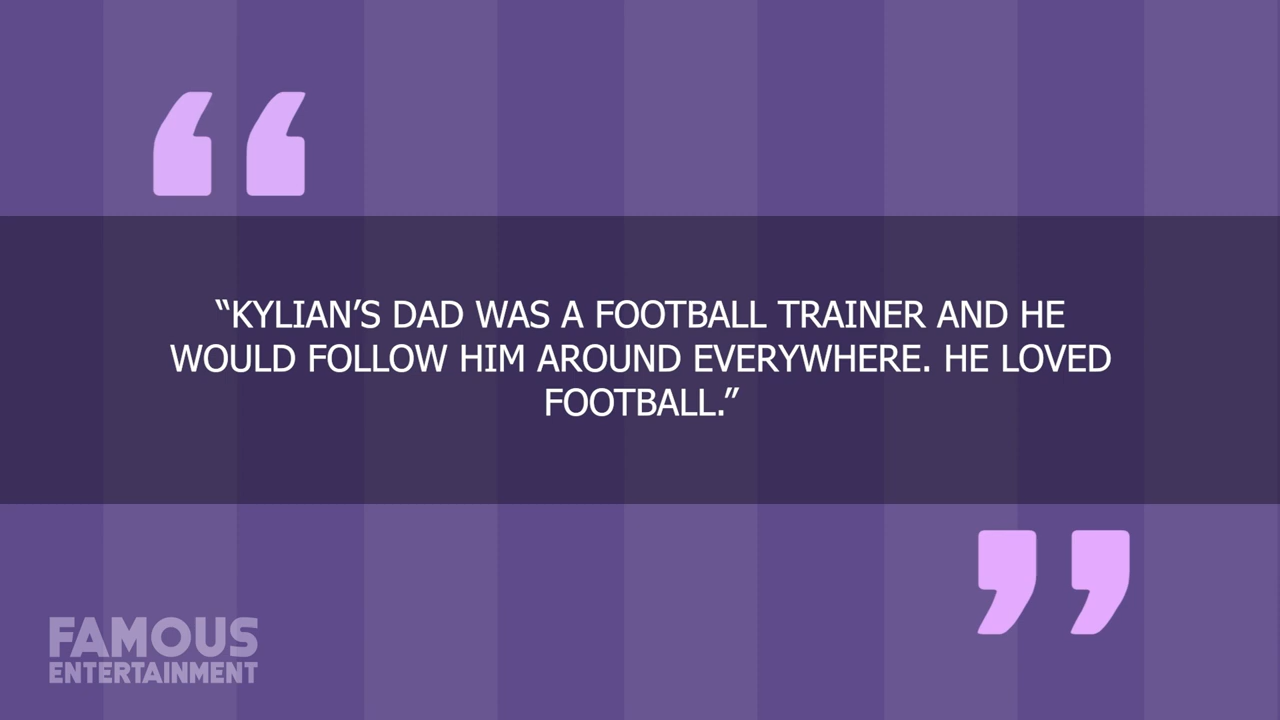 “KYLIAN’S DAD WAS A FOOTBALL TRAINER AND HE
WOULD FOLLOW HIM AROUND EVERYWHERE. HE LOVED
FOOTBALL.”
FAMOUS
ENTERTAINMENT